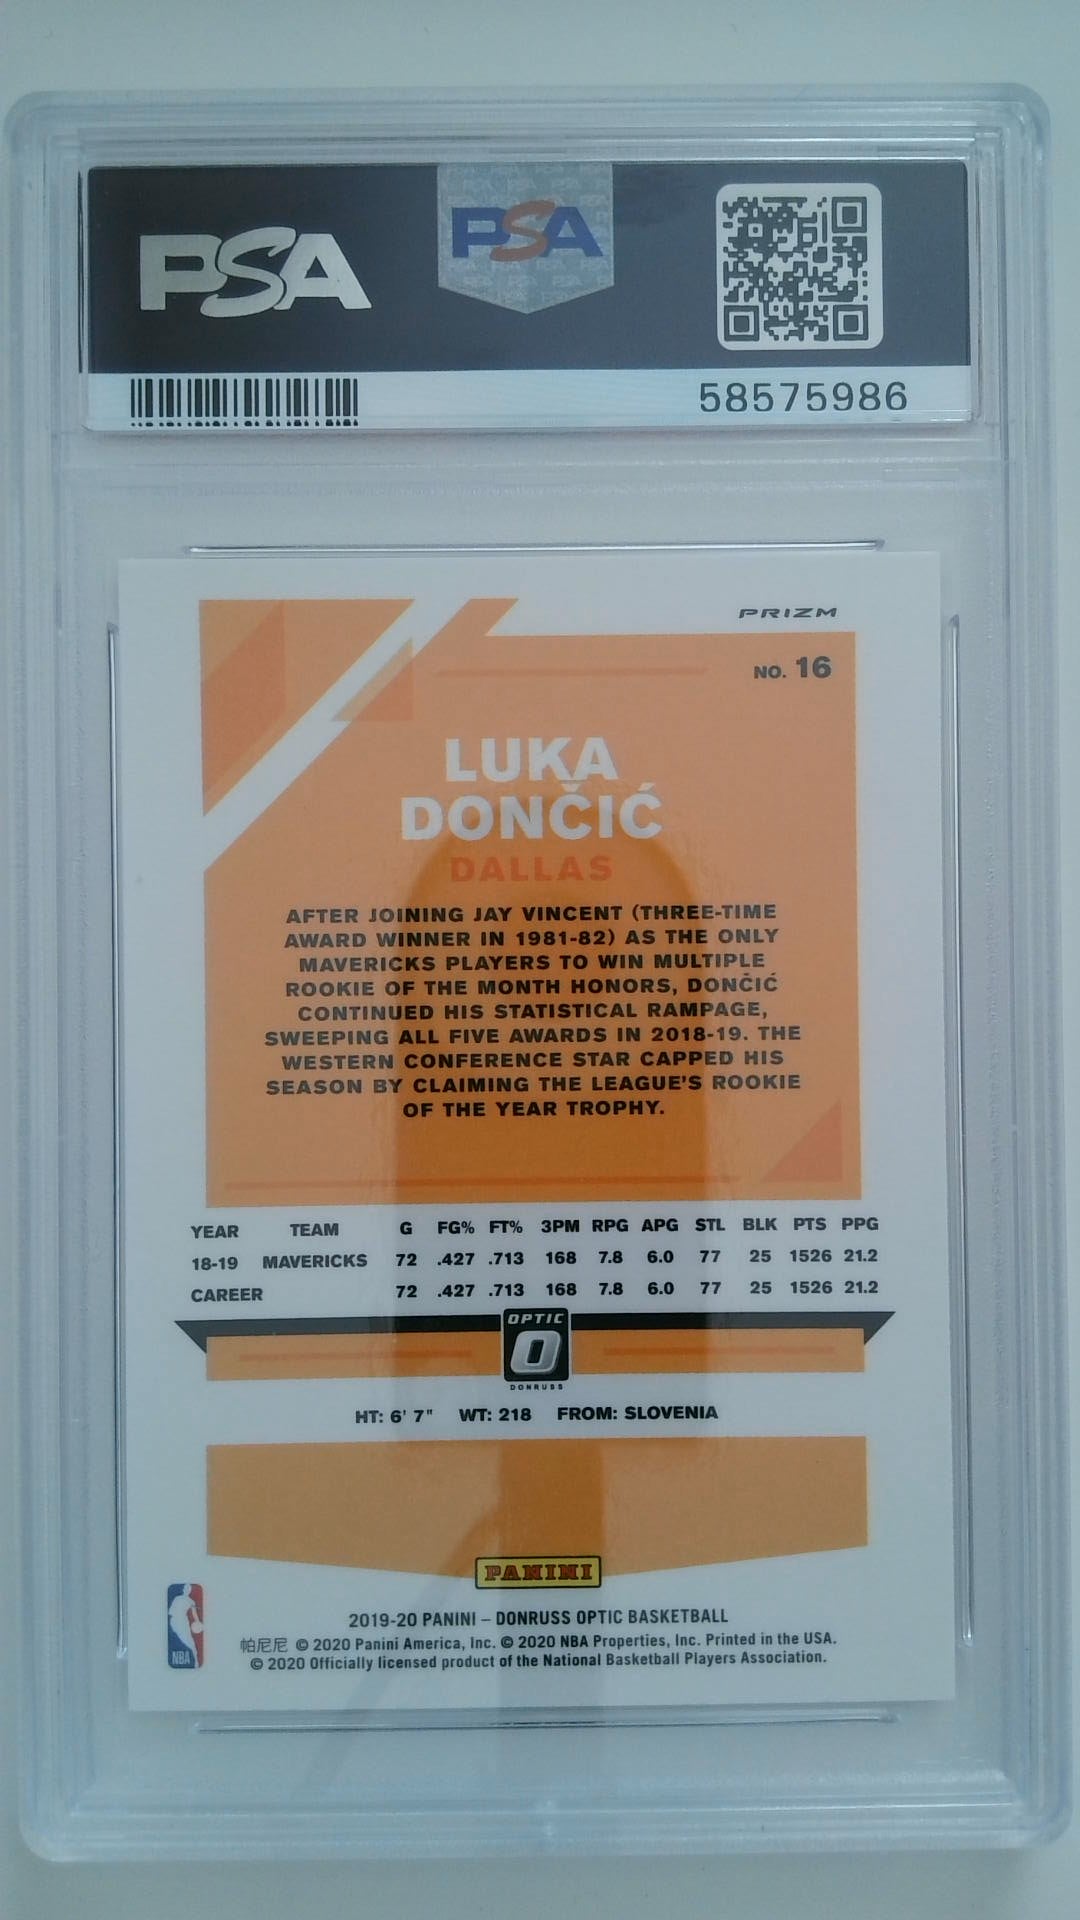 PSA
PSA
58575986
PRIZM
NO. 16
LUKA
DONČIĆ
DALLAS
AFTER JOINING JAY VINCENT (THREE-TIME
AWARD WINNER IN 1981-82) AS THE ONLY
MAVERICKS PLAYERS TO WIN MULTIPLE
ROOKIE OF THE MONTH HONORS, DONČIĆ
CONTINUED HIS STATISTICAL RAMPAGE,
SWEEPING ALL FIVE AWARDS IN 2018-19. THE
WESTERN CONFERENCE STAR CAPPED HIS
SEASON BY CLAIMING THE LEAGUE'S ROOKIE
OF THE YEAR TROPHY.
YEAR TEAM G FG% FT% 3PM RPG APG STL BLK PTS PPG
18-19 MAVERICKS 72 .427 .713 168 7.8 6.0 77 25 1526 21.2
CAREER 72 .427 .713 168 7.8 6.0 77 25 1526 21.2
OPTIC
O
DONRUSS
HT: 6' 7" WT: 218 FROM: SLOVENIA
PANINI
2019-20 PANINI – DONRUSS OPTIC BASKETBALL
帕尼尼 © 2020 Panini America, Inc. © 2020 NBA Properties, Inc. Printed in the USA.
© 2020 Officially licensed product of the National Basketball Players Association.
NBA